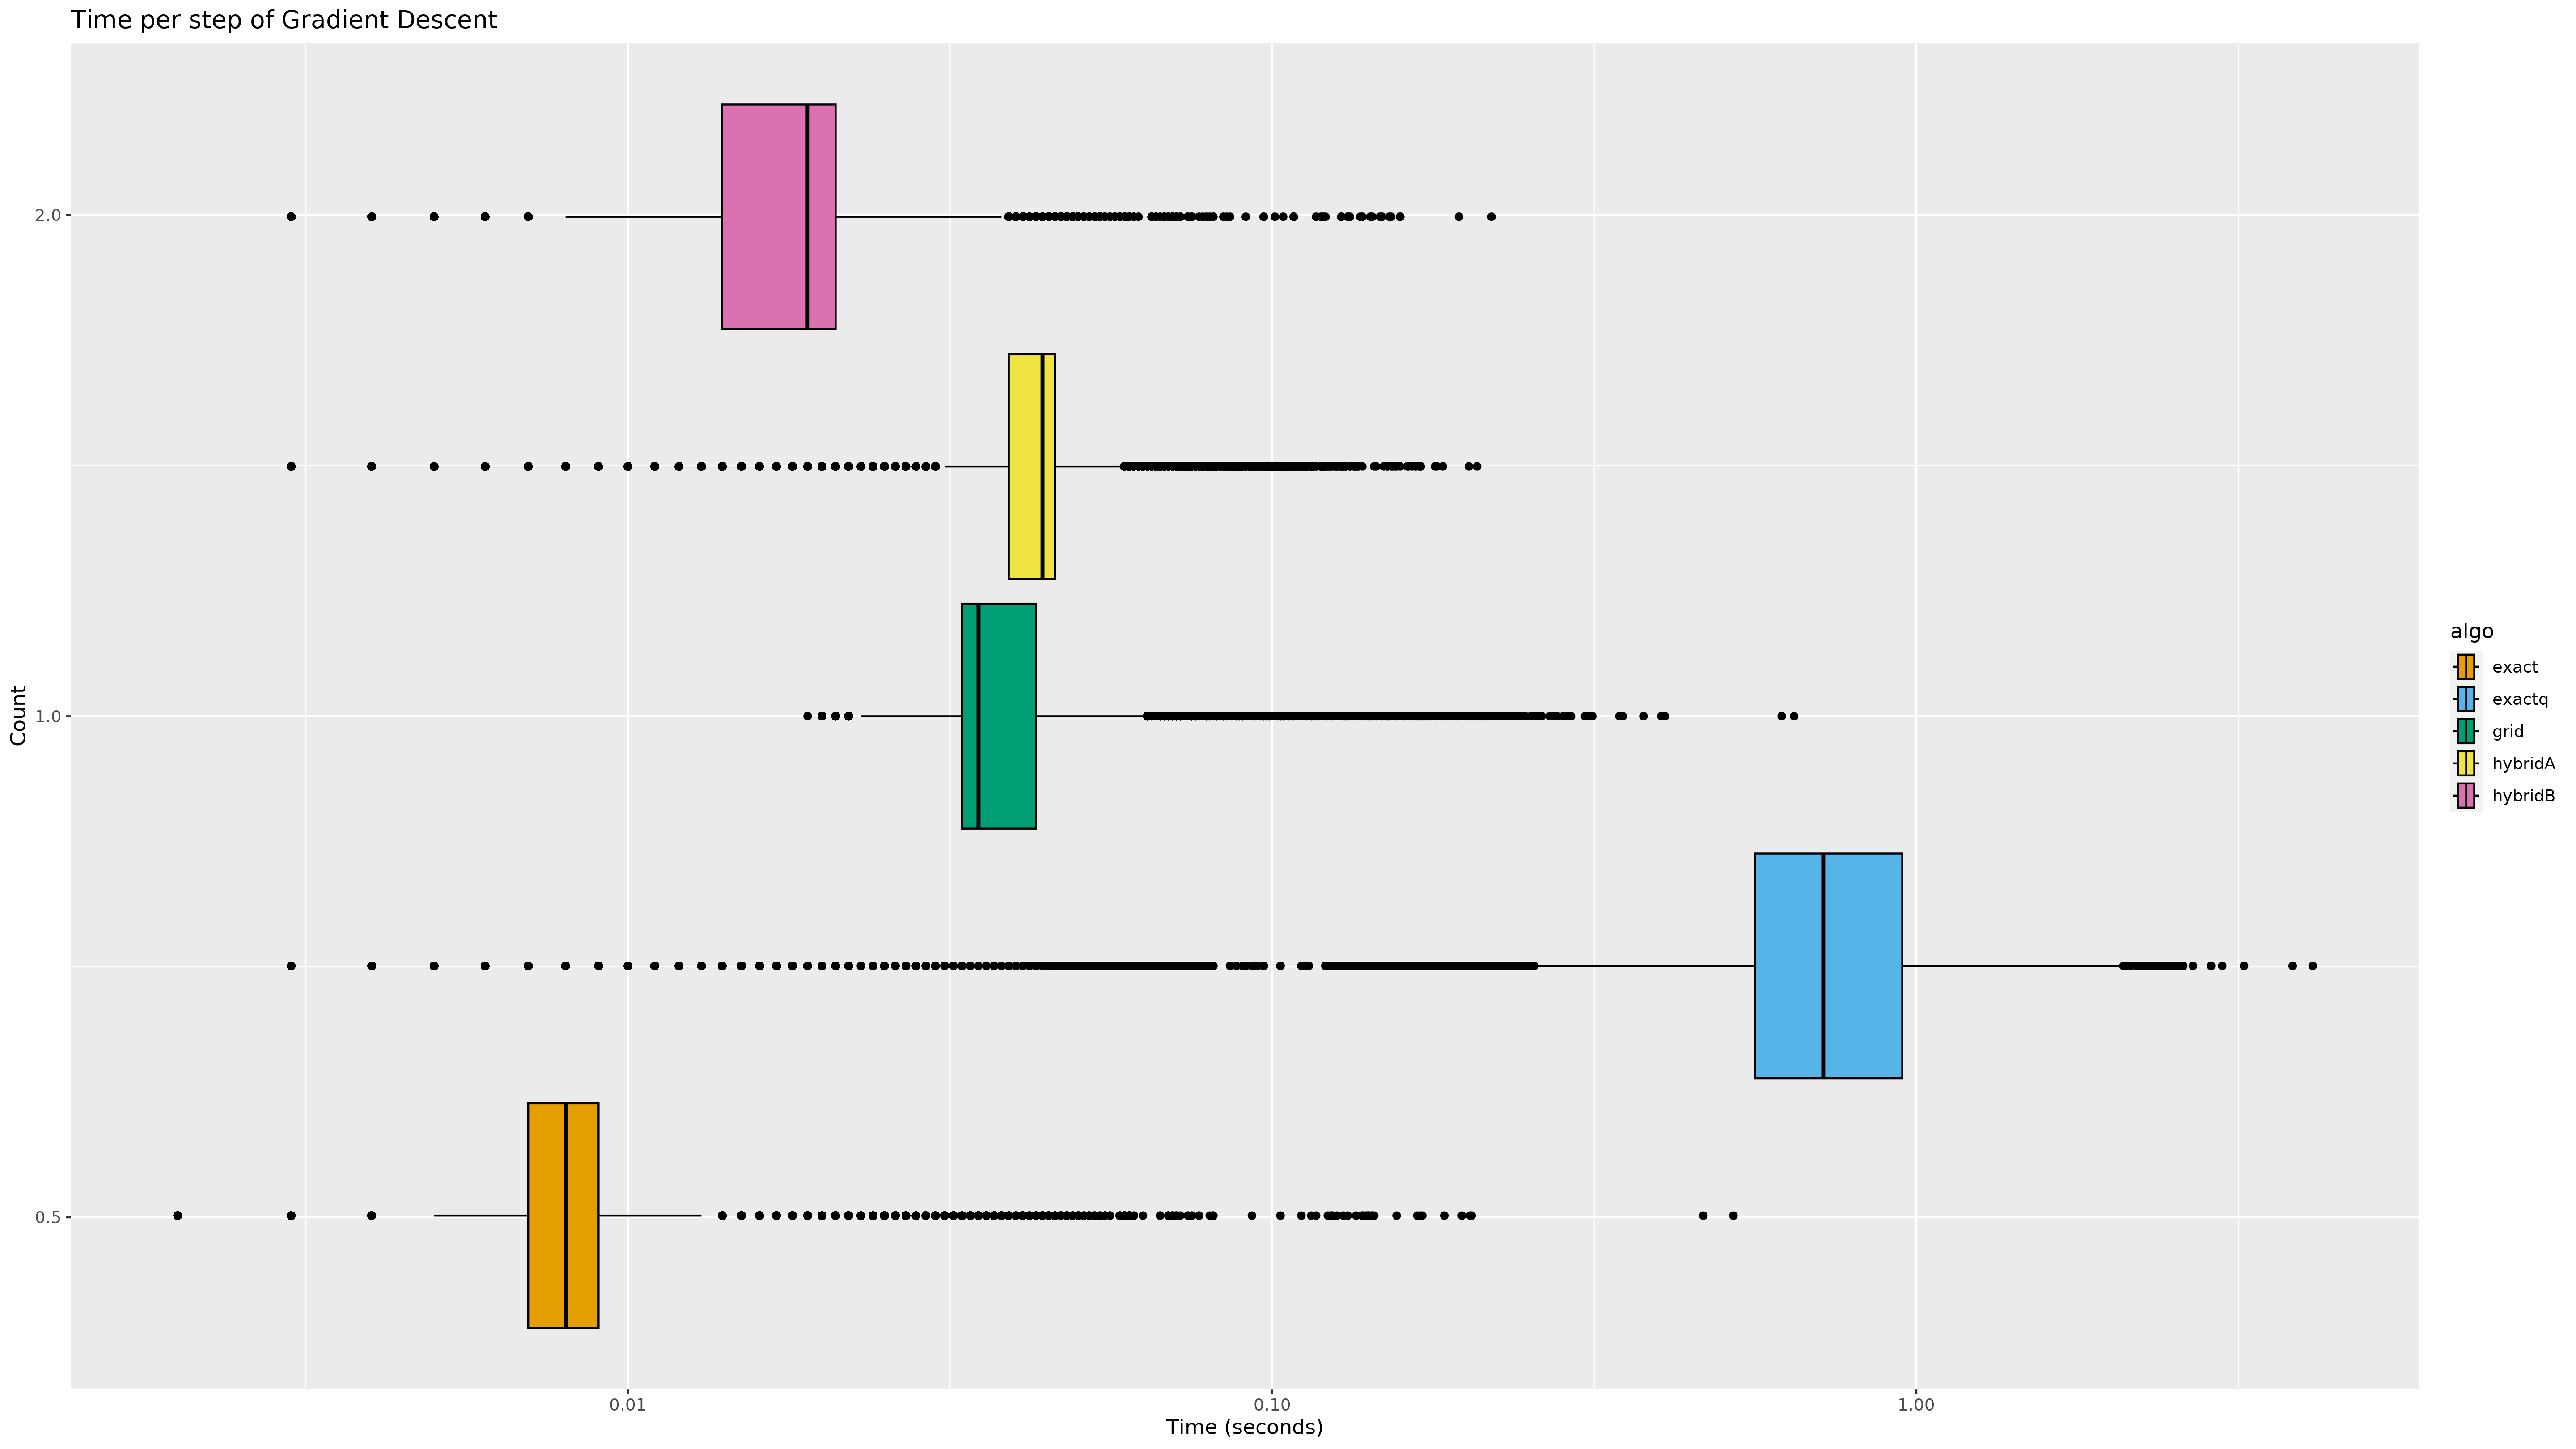 Time per step of Gradient Descent
2.0
1.0
0.5
Count
0.01
0.10
1.00
Time (seconds)
algo
exact
exactq
grid
hybridA
hybridB